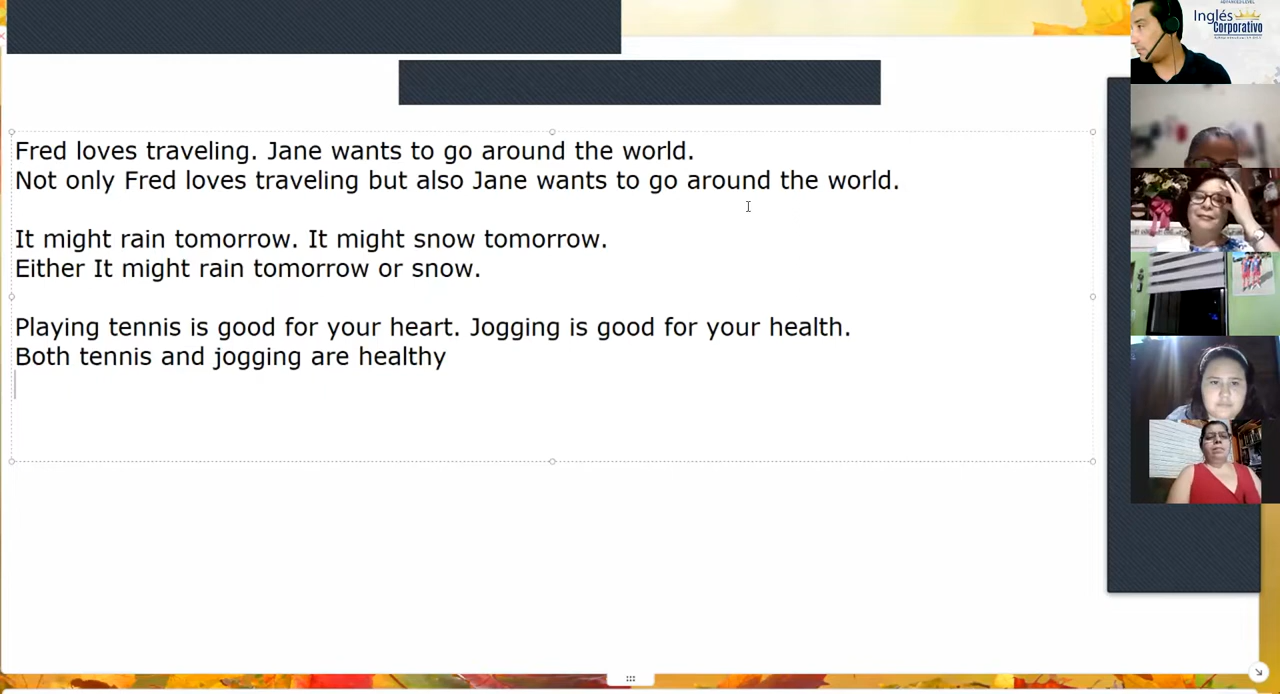 Inglés
Corporativo
Fred loves traveling. Jane wants to go around the world.
Not only Fred loves traveling but also Jane wants to go around the world.
It might rain tomorrow. It might snow tomorrow.
Either It might rain tomorrow or snow.
Playing tennis is good for your heart. Jogging is good for your health.
Both tennis and jogging are healthy